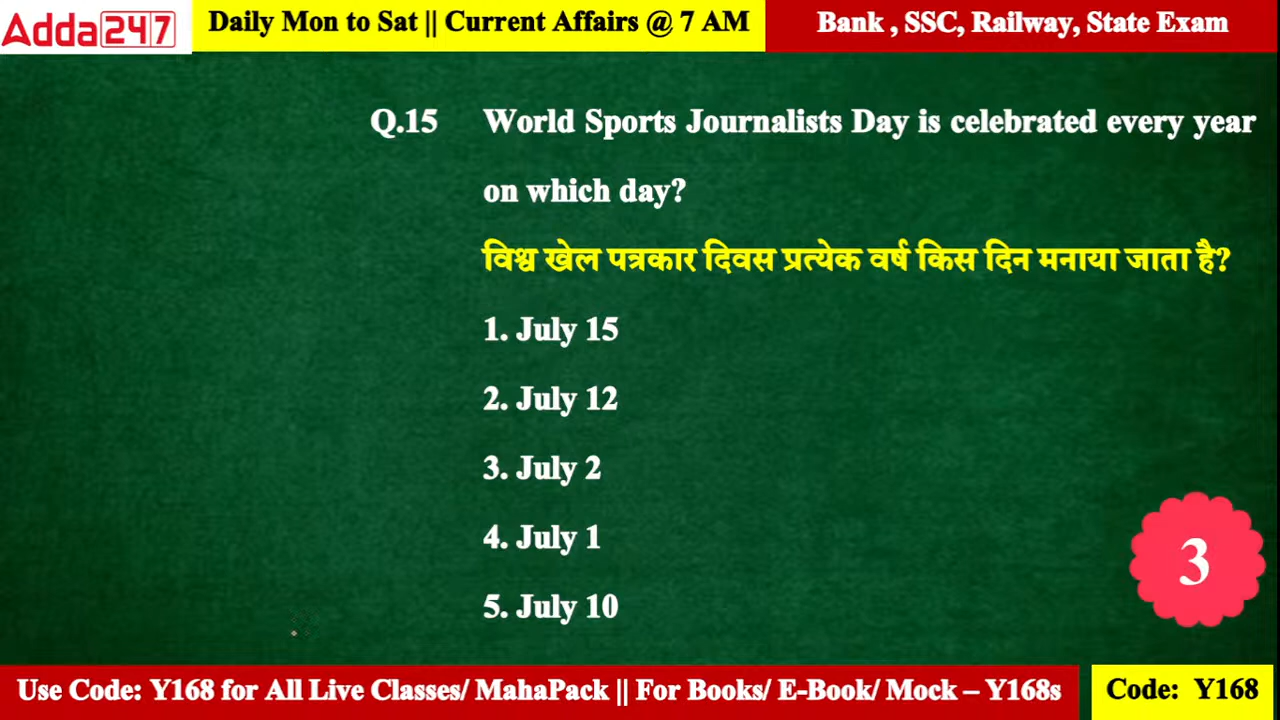 Adda247
Daily Mon to Sat || Current Affairs @ 7 AM
Bank , SSC, Railway, State Exam
Q.15 World Sports Journalists Day is celebrated every year
on which day?
विश्व खेल पत्रकार दिवस प्रत्येक वर्ष किस दिन मनाया जाता है?
1. July 15
2. July 12
3. July 2
4. July 1
5. July 10
3
Use Code: Y168 for All Live Classes/ MahaPack || For Books/ E-Book/ Mock – Y168s
Code: Y168